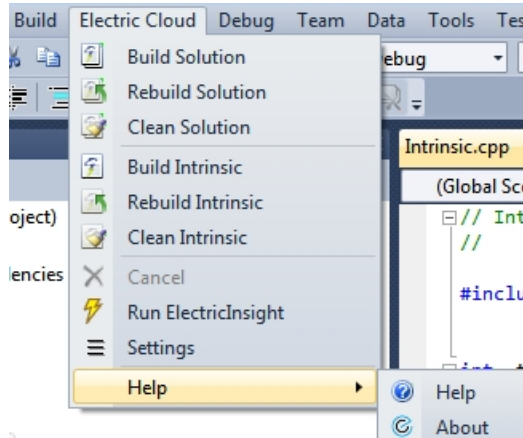 Build Electric Cloud Debug Team Data Tools
Build Solution
ebug
Rebuild Solution
Clean Solution
Intrinsic.cpp
Build Intrinsic
(Global
Rebuild Intrinsic
oject)
// Int
Clean Intrinsic
//
encies
Cancel
#inclu
Run ElectricInsight
Settings
Help
Help
About